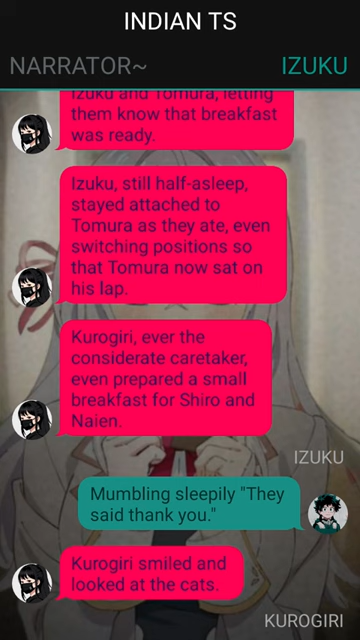 INDIAN TS
NARRATOR~ IZUKU
Izuku and Tomura, letting
them know that breakfast
was ready.
Izuku, still half-asleep,
stayed attached to
Tomura as they ate, even
switching positions so
that Tomura now sat on
his lap.
Kurogiri, ever the
considerate caretaker,
even prepared a small
breakfast for Shiro and
Naien.
IZUKU
Mumbling sleepily "They
said thank you."
Kurogiri smiled and
looked at the cats.
KUROGIRI